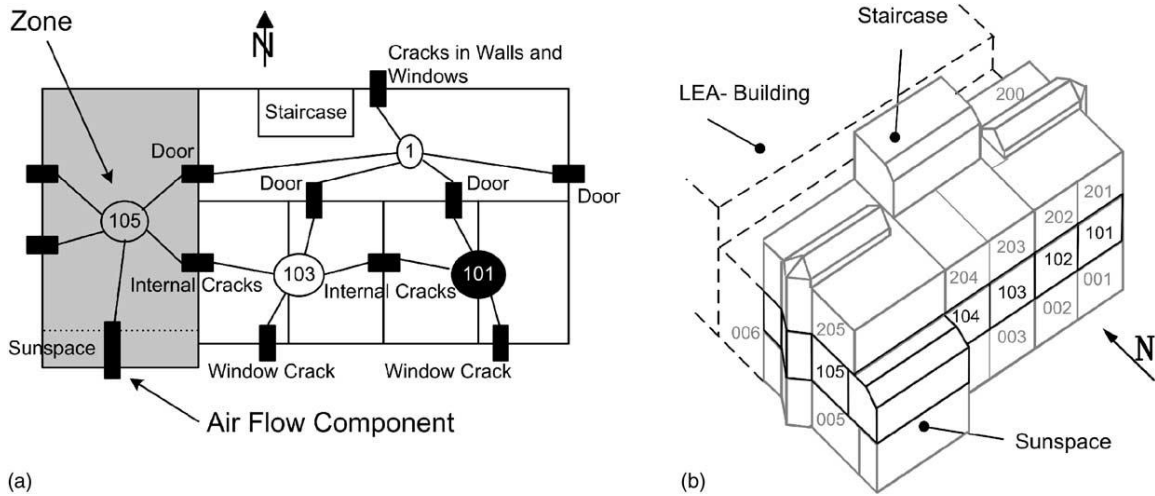 Zone
N
Cracks in Walls and
Windows
Staircase
Door
1
Door
Door
Door
105
103
101
Internal Cracks
Internal Cracks
Sunspace
Window Crack
Window Crack
Air Flow Component
(a)
Staircase
LEA- Building
200
201
202
101
203
102
204
103
001
104
002
205
003
006
105
005
N
Sunspace
(b)